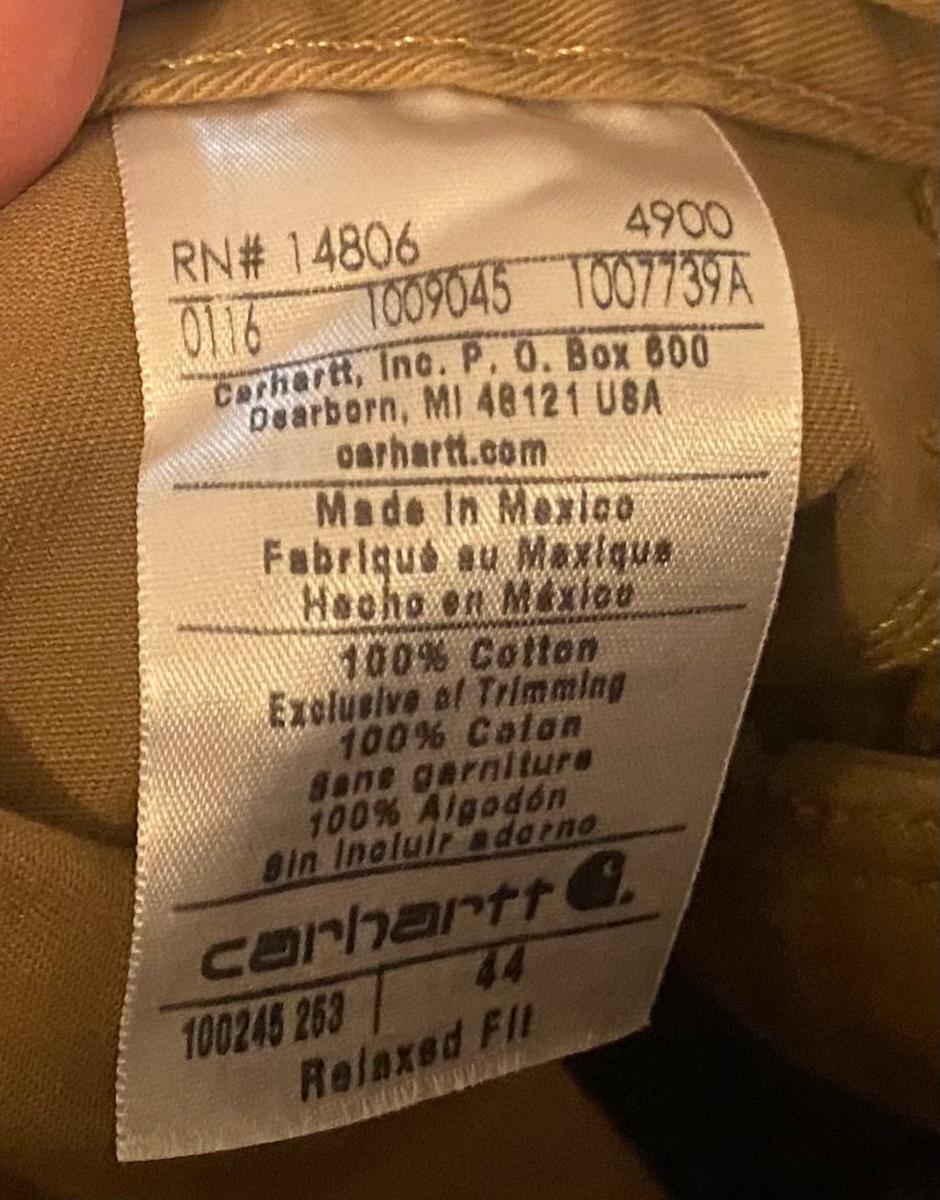 RN# 14806 4900
0116 1009045 1007739A
Carhartt, Inc. P. O. Box 600
Dearborn, MI 48121 USA
carhartt.com
Made in Mexico
Fabriqué au Mexique
Hecho en México
100% Cotton
Exclusive of Trimming
100% Coton
Sans garniture
100% Algodón
Sin incluir adorno
carhartt
100245 263 44
Relaxed Fit